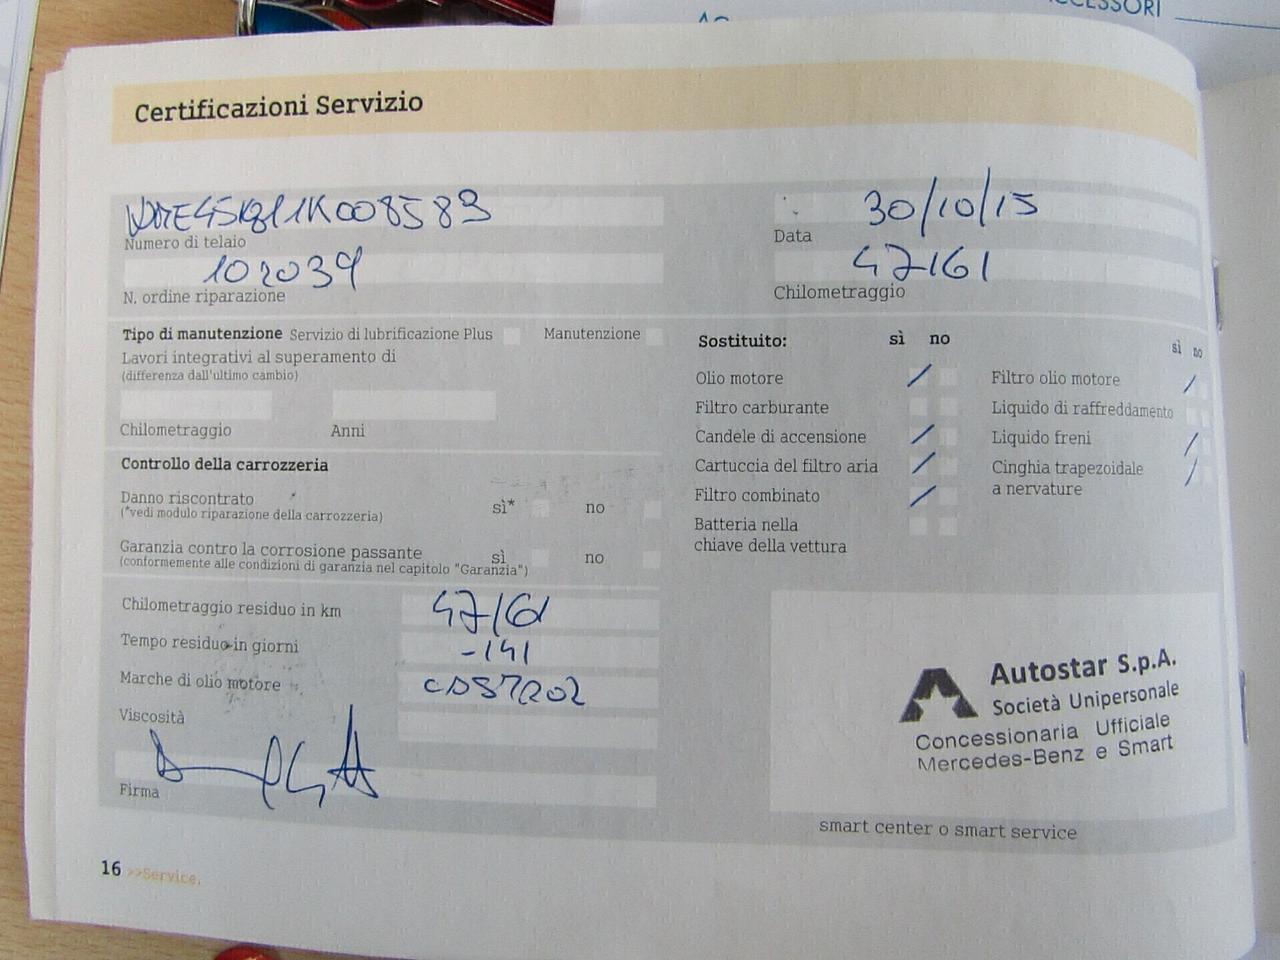 CESSORI
Certificazioni Servizio
Numero di telaio
102039
N. ordine riparazione
30/10/15
Data
47161
Chilometraggio
Tipo di manutenzione Servizio di lubrificazione Plus Manutenzione
Lavori integrativi al superamento di
(differenza dall'ultimo cambio)
Chilometraggio Anni
Controllo della carrozzeria
Danno riscontrato sì* no
(*vedi modulo riparazione della carrozzeria)
Garanzia contro la corrosione passante sì no
(conformemente alle condizioni di garanzia nel capitolo "Garanzia")
Chilometraggio residuo in km 47161
Tempo residuo in giorni -141
Marche di olio motore
Viscosità
Firma
Sostituito: sì no sì no
Olio motore / Filtro olio motore /
Filtro carburante Liquido di raffreddamento
Candele di accensione / Liquido freni /
Cartuccia del filtro aria / Cinghia trapezoidale /
a nervature
Filtro combinato /
Batteria nella
chiave della vettura
Autostar S.p.A.
Società Unipersonale
Concessionaria Ufficiale
Mercedes-Benz e Smart
smart center o smart service
16 >>Service.